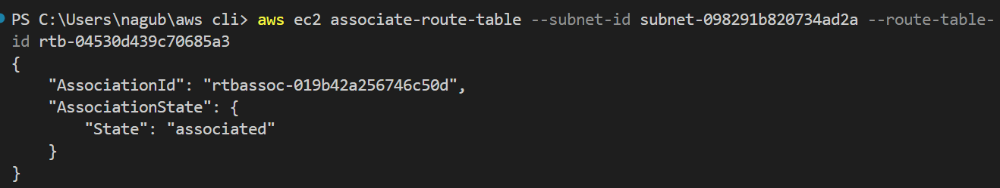 PS C:\Users\nagub\aws cli> aws ec2 associate-route-table --subnet-id subnet-098291b820734ad2a --route-table-
id rtb-04530d439c70685a3
{
    "AssociationId": "rtbassoc-019b42a256746c50d",
    "AssociationState": {
        "State": "associated"
    }
}